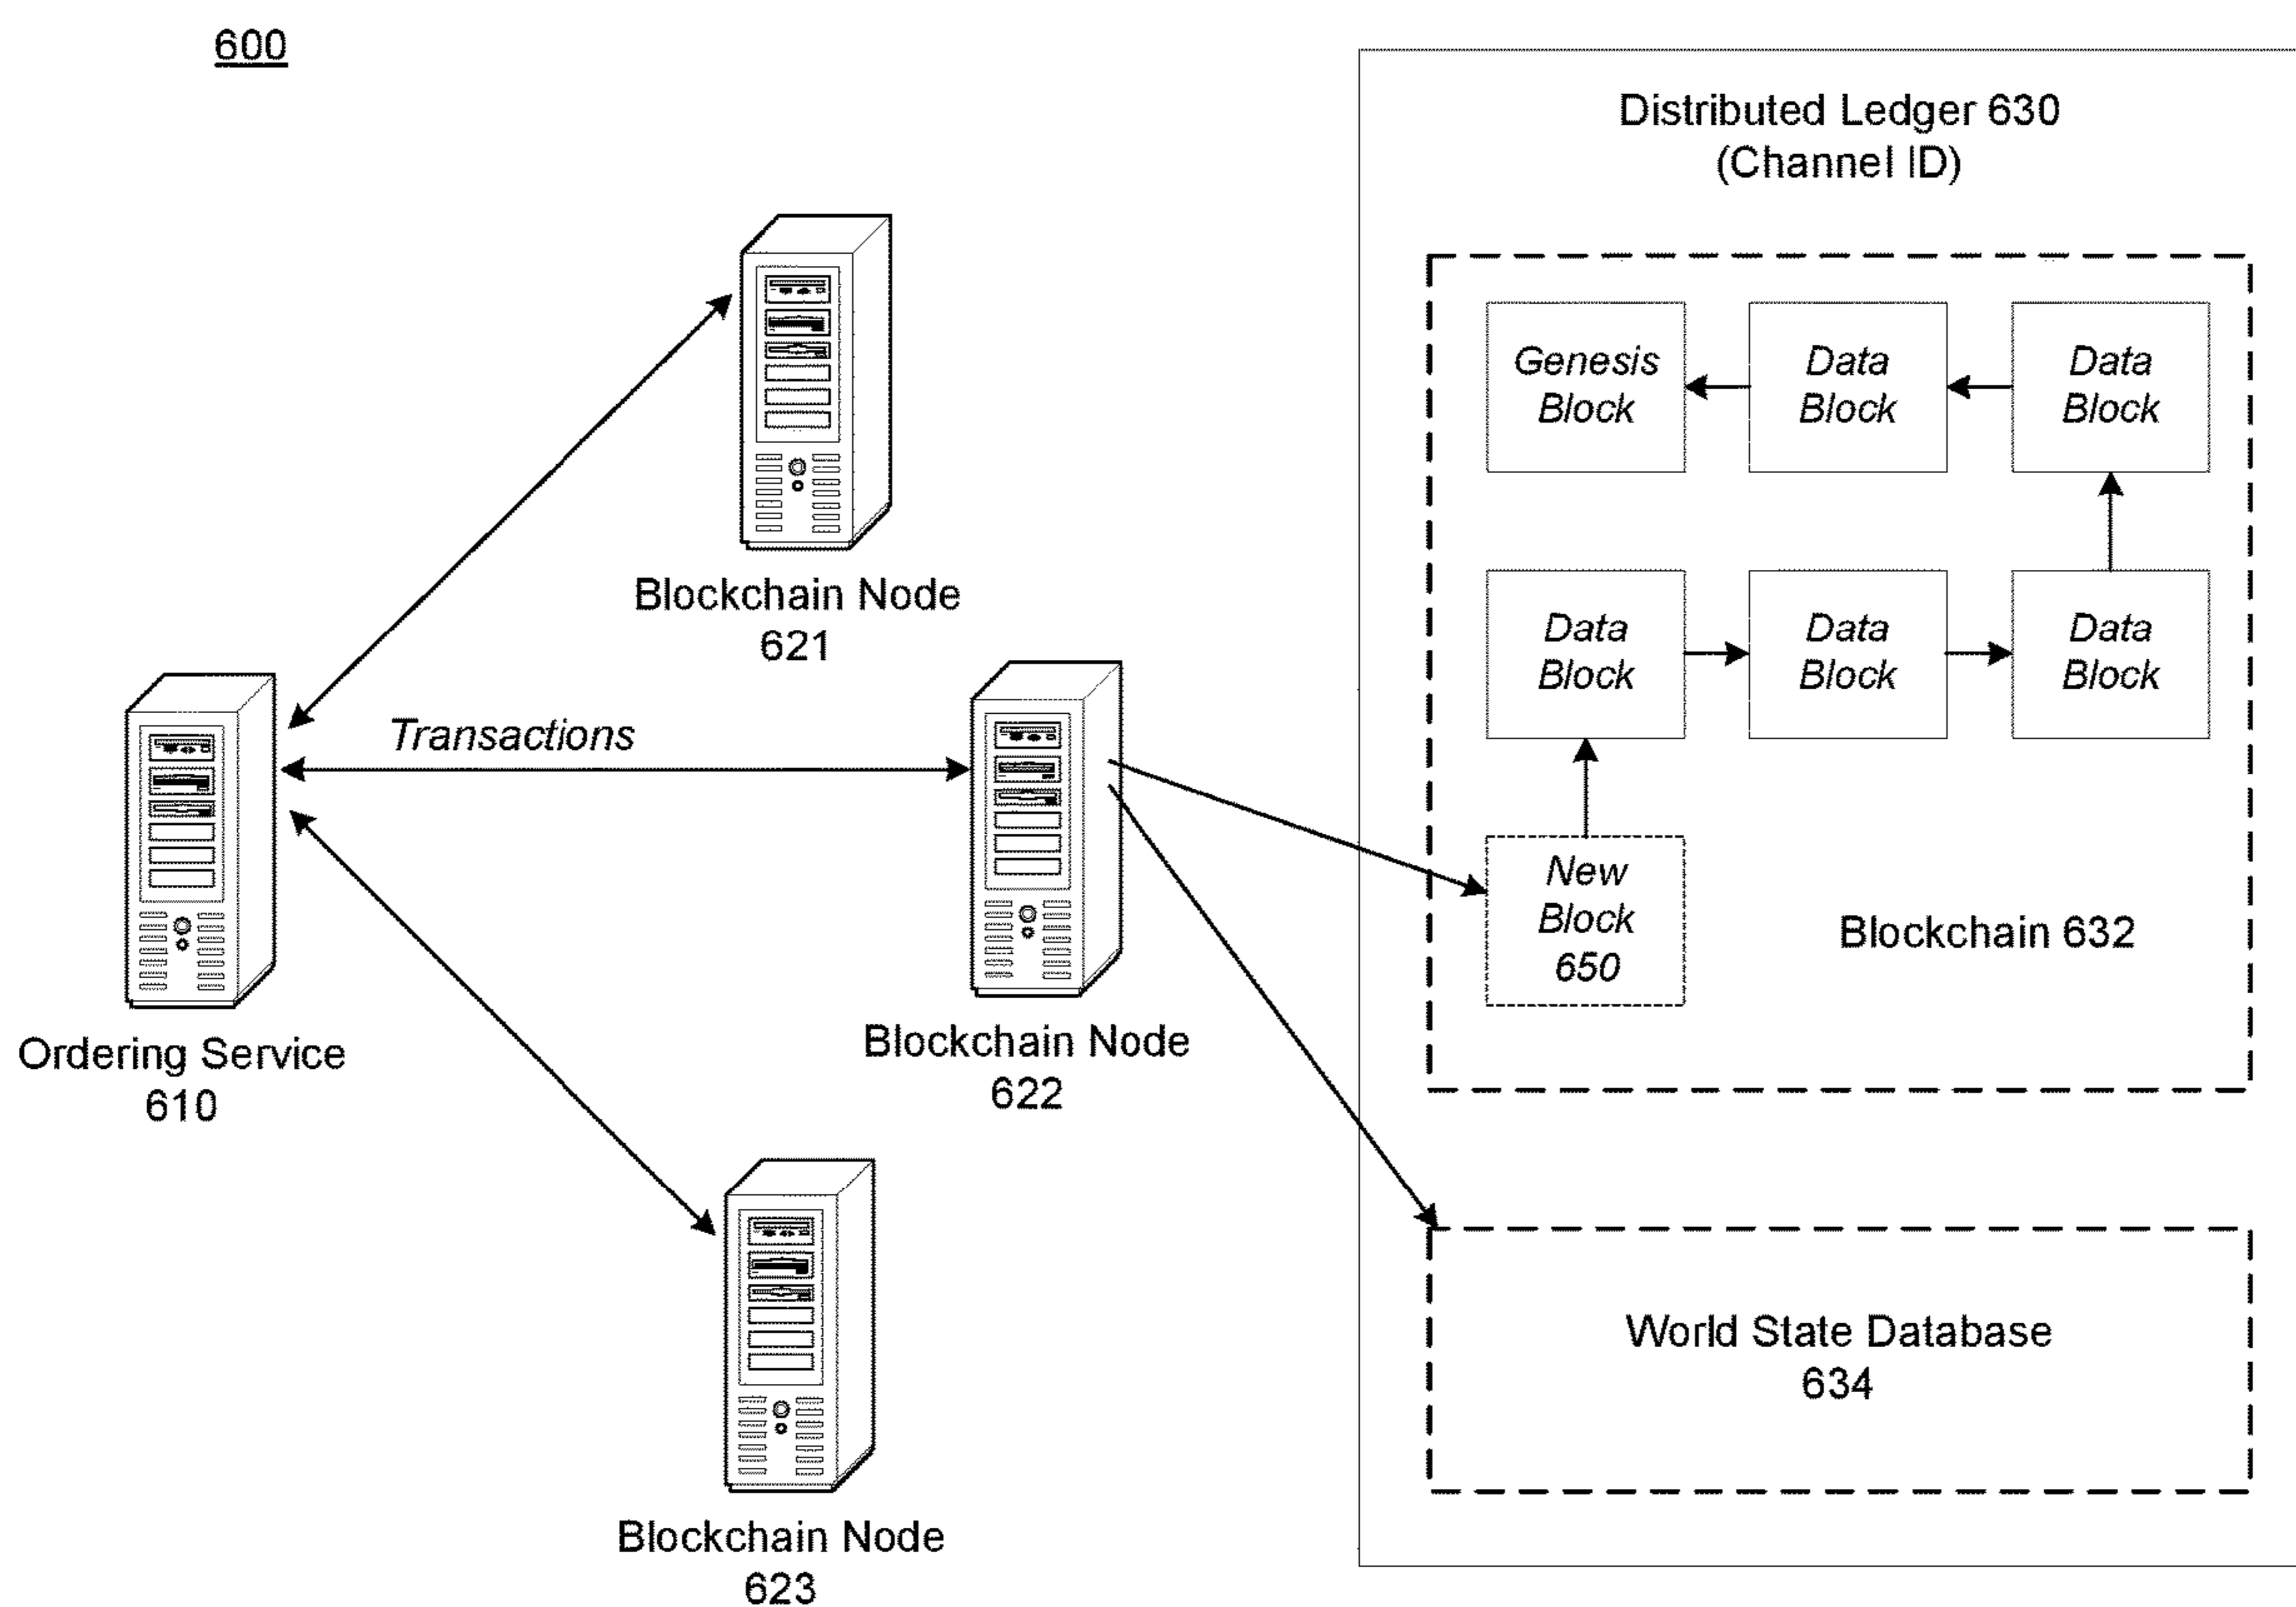 600
Distributed Ledger 630
(Channel ID)
Genesis
Block
Data
Block
Data
Block
Blockchain Node
621
Data
Block
Data
Block
Data
Block
Transactions
New
Block
650
Blockchain 632
Ordering Service
610
Blockchain Node
622
World State Database
634
Blockchain Node
623